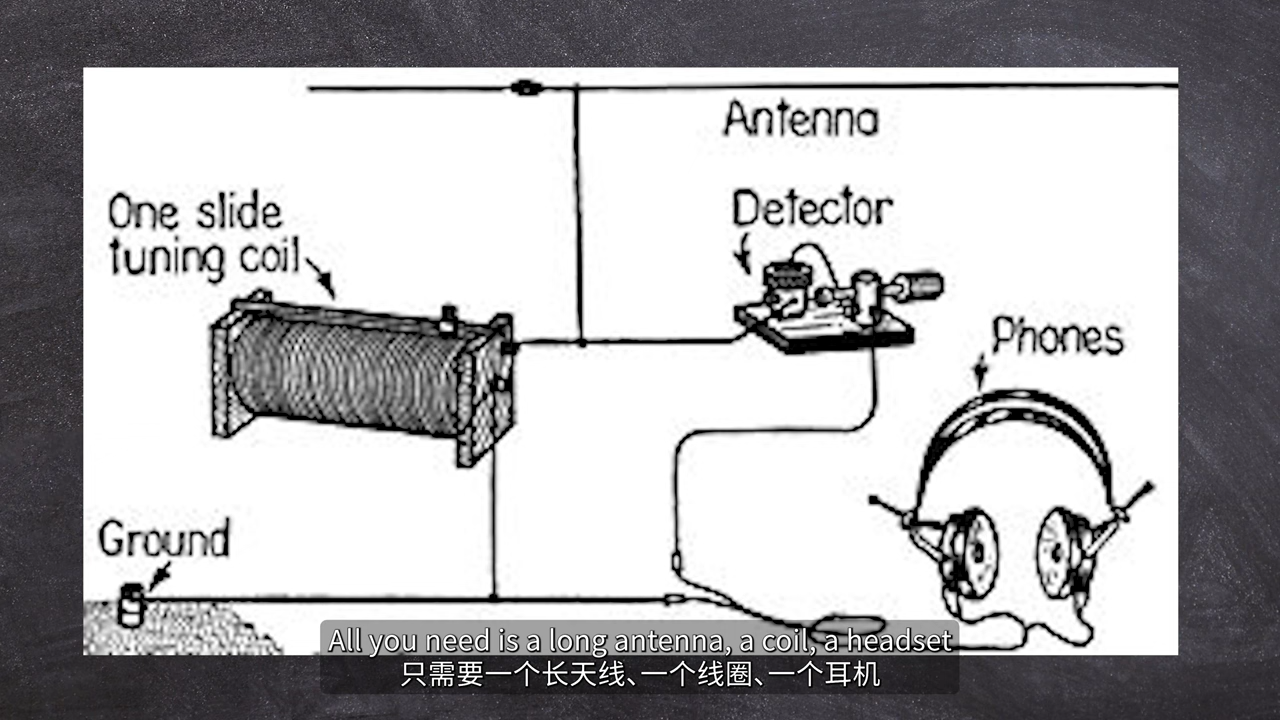 Antenna
One slide
tuning coil
Detector
Phones
Ground
All you need is a long antenna, a coil, a headset
只需要一个长天线、一个线圈、一个耳机